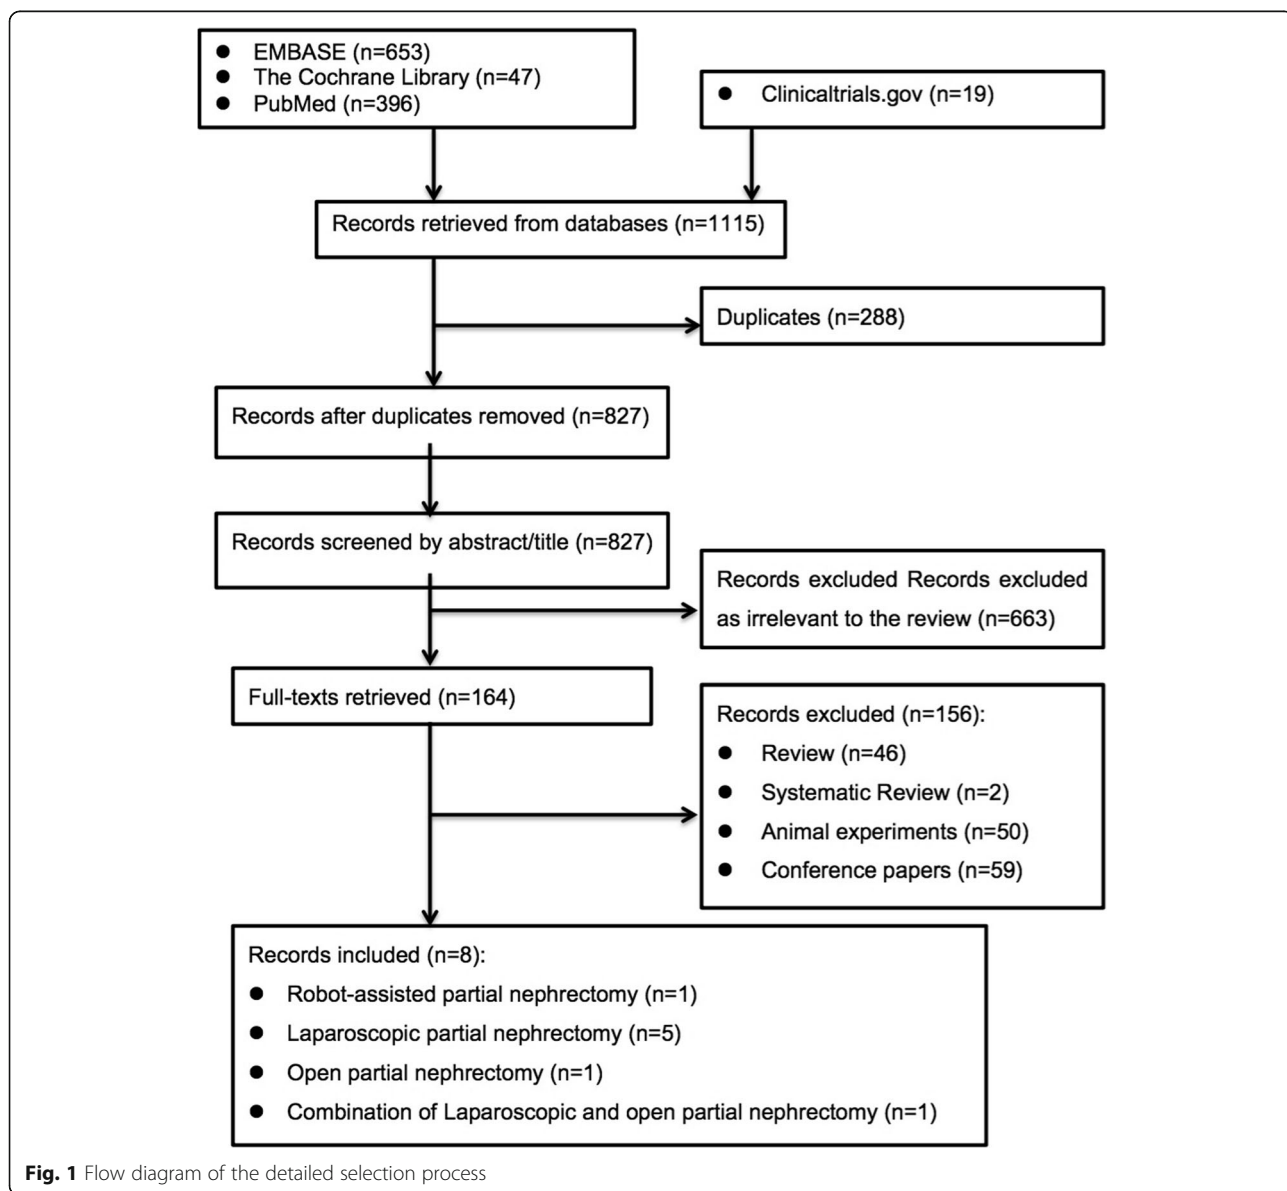 ● EMBASE (n=653)
● The Cochrane Library (n=47)
● PubMed (n=396)
● Clinicaltrials.gov (n=19)
Records retrieved from databases (n=1115)
Duplicates (n=288)
Records after duplicates removed (n=827)
Records screened by abstract/title (n=827)
Records excluded Records excluded
as irrelevant to the review (n=663)
Full-texts retrieved (n=164)
Records excluded (n=156):
● Review (n=46)
● Systematic Review (n=2)
● Animal experiments (n=50)
● Conference papers (n=59)
Records included (n=8):
● Robot-assisted partial nephrectomy (n=1)
● Laparoscopic partial nephrectomy (n=5)
● Open partial nephrectomy (n=1)
● Combination of Laparoscopic and open partial nephrectomy (n=1)
Fig. 1 Flow diagram of the detailed selection process